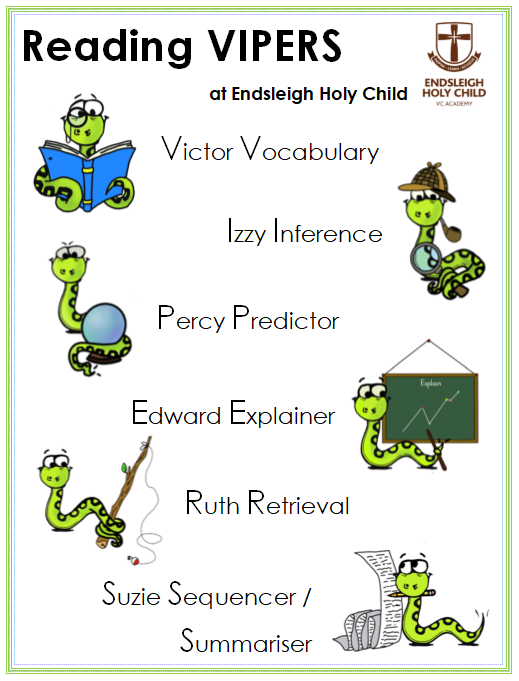 Reading VIPERS
at Endsleigh Holy Child
ENDSLEIGH
HOLY CHILD
VC ACADEMY
Victor Vocabulary
Izzy Inference
Percy Predictor
Explain
Edward Explainer
Ruth Retrieval
Suzie Sequencer /
Summariser